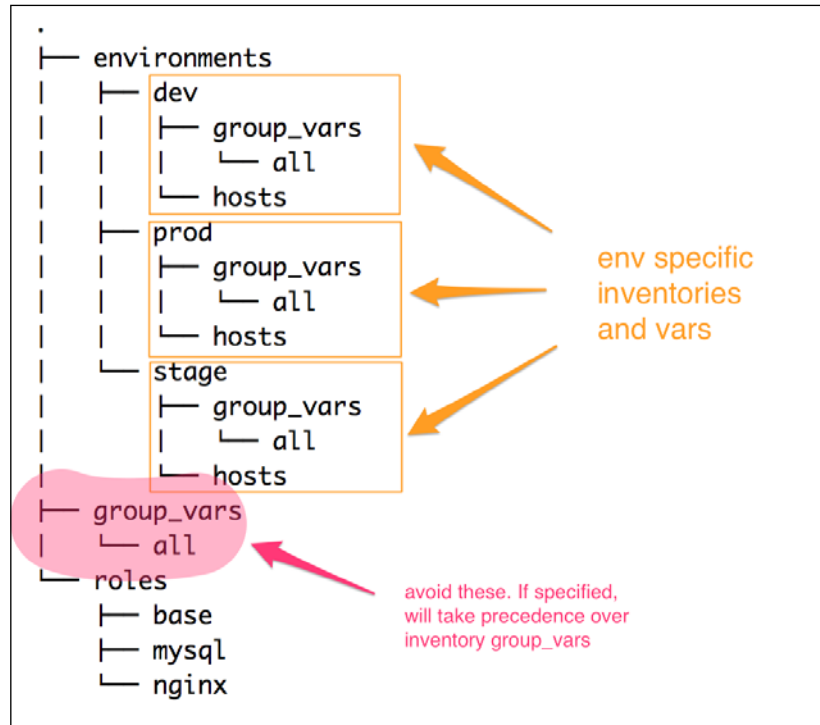 .
├── environments
│   ├── dev
│   │   ├── group_vars
│   │   │   └── all
│   │   └── hosts
│   ├── prod
│   │   ├── group_vars
│   │   │   └── all
│   │   └── hosts
│   └── stage
│       ├── group_vars
│       │   └── all
│       └── hosts
├── group_vars
│   └── all
└── roles
    ├── base
    ├── mysql
    └── nginx
env specific
inventories
and vars
avoid these. If specified,
will take precedence over
inventory group_vars